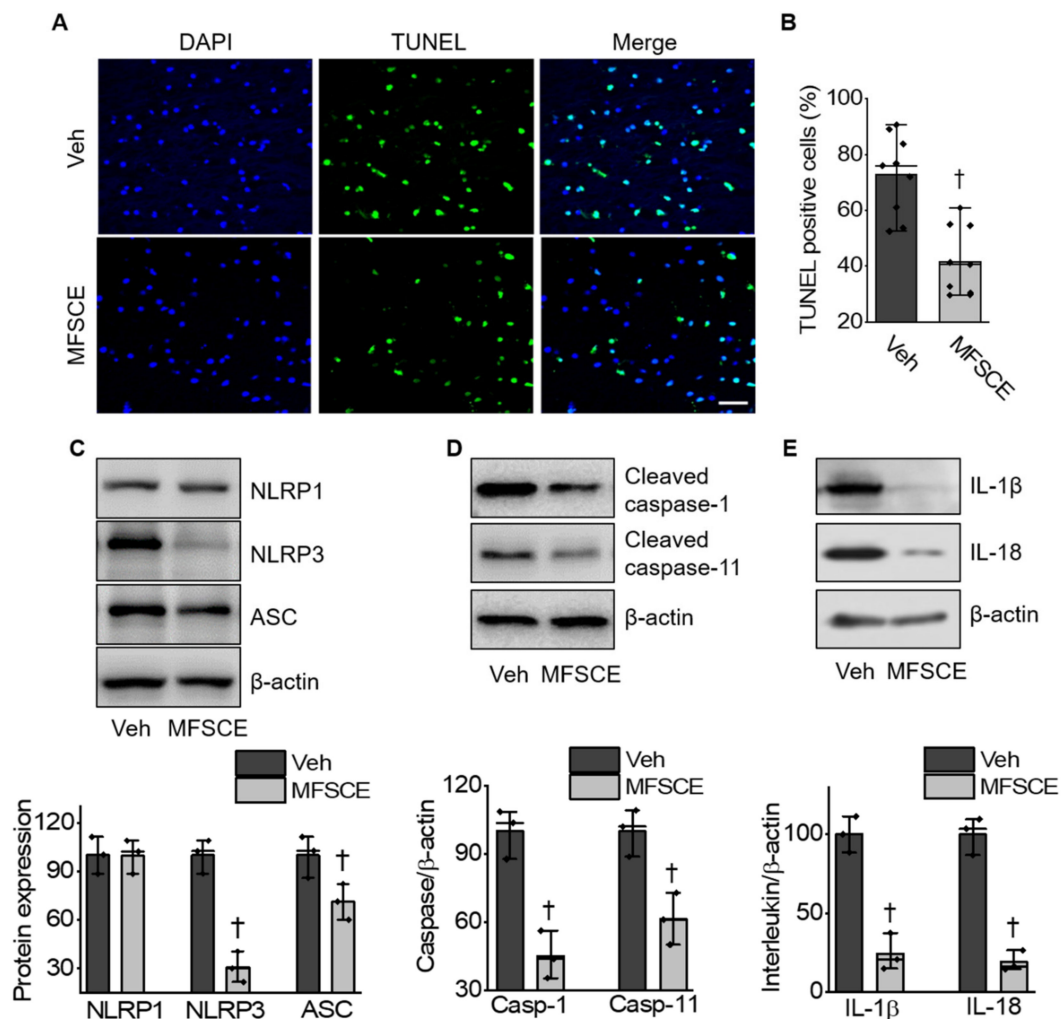 A
DAPI
TUNEL
Merge
Veh
MFSCE
B
TUNEL positive cells (%)
100
80
60
40
20
†
Veh
MFSCE
C
NLRP1
NLRP3
ASC
β-actin
Veh MFSCE
D
Cleaved
caspase-1
Cleaved
caspase-11
β-actin
Veh MFSCE
E
IL-1β
IL-18
β-actin
Veh MFSCE
Veh
MFSCE
Protein expression
120
90
60
30
†
†
NLRP1 NLRP3 ASC
Veh
MFSCE
Caspase/β-actin
120
90
60
30
†
†
Casp-1 Casp-11
Veh
MFSCE
Interleukin/β-actin
100
50
0
†
†
IL-1β IL-18